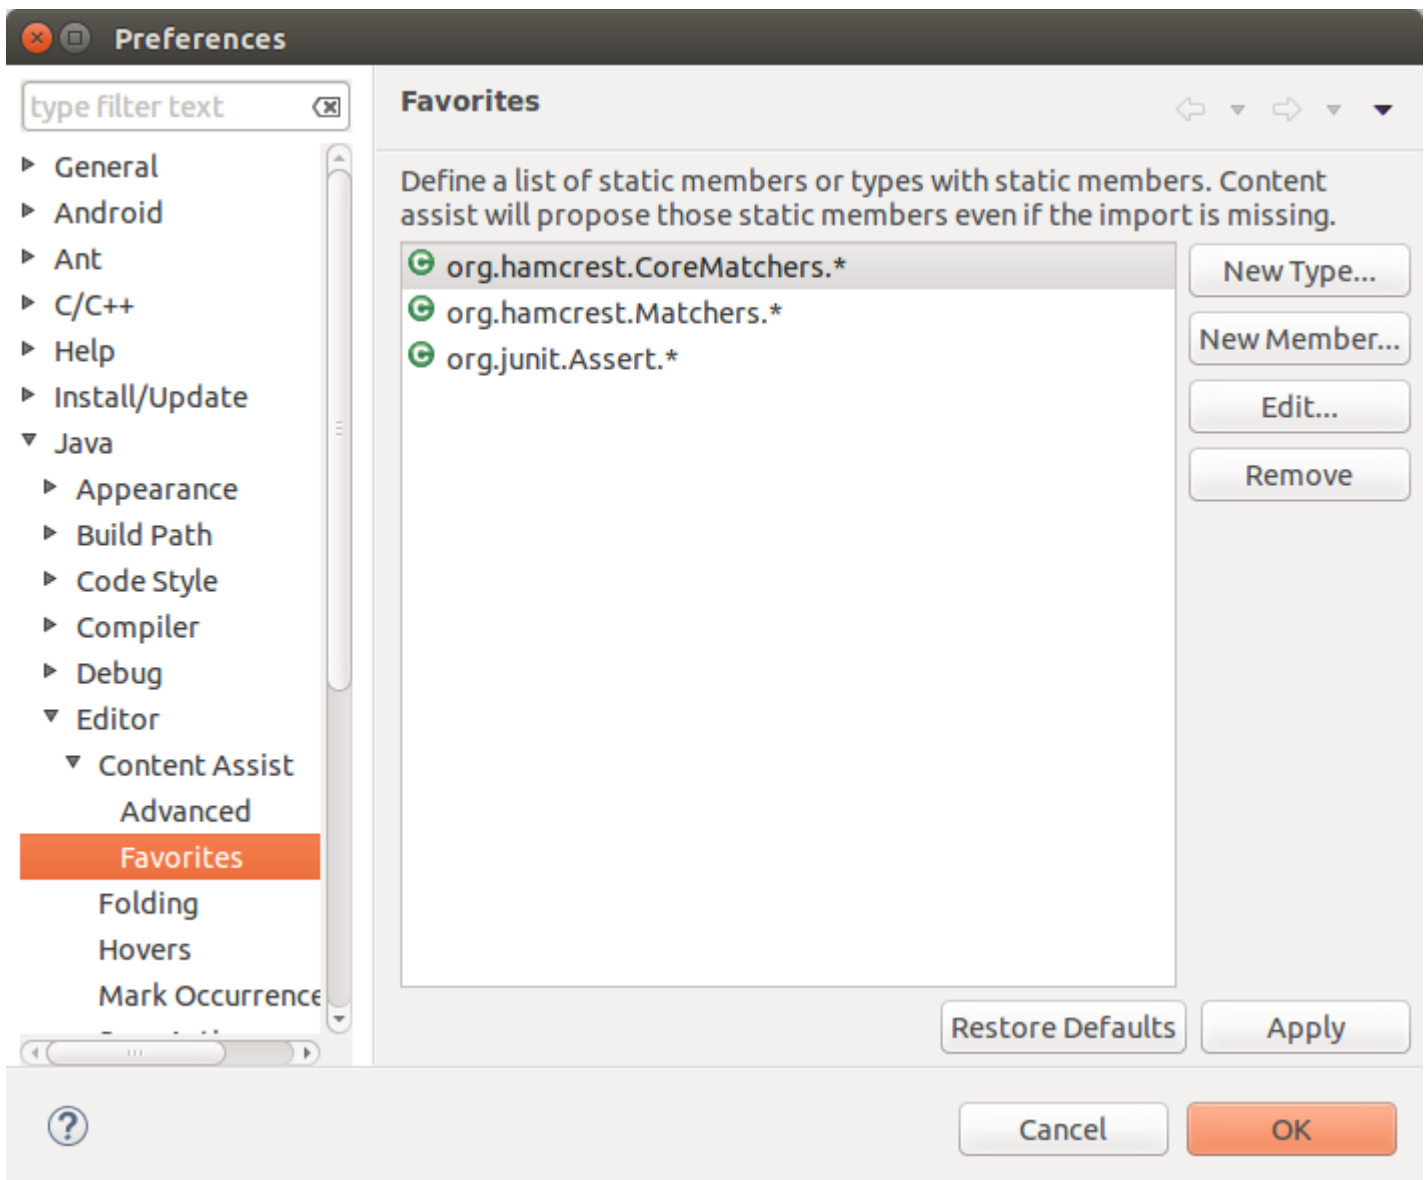 Preferences
type filter text
General
Android
Ant
C/C++
Help
Install/Update
Java
Appearance
Build Path
Code Style
Compiler
Debug
Editor
Content Assist
Advanced
Favorites
Folding
Hovers
Mark Occurrence
Favorites
Define a list of static members or types with static members. Content
assist will propose those static members even if the import is missing.
org.hamcrest.CoreMatchers.*
org.hamcrest.Matchers.*
org.junit.Assert.*
New Type...
New Member...
Edit...
Remove
Restore Defaults
Apply
Cancel
OK